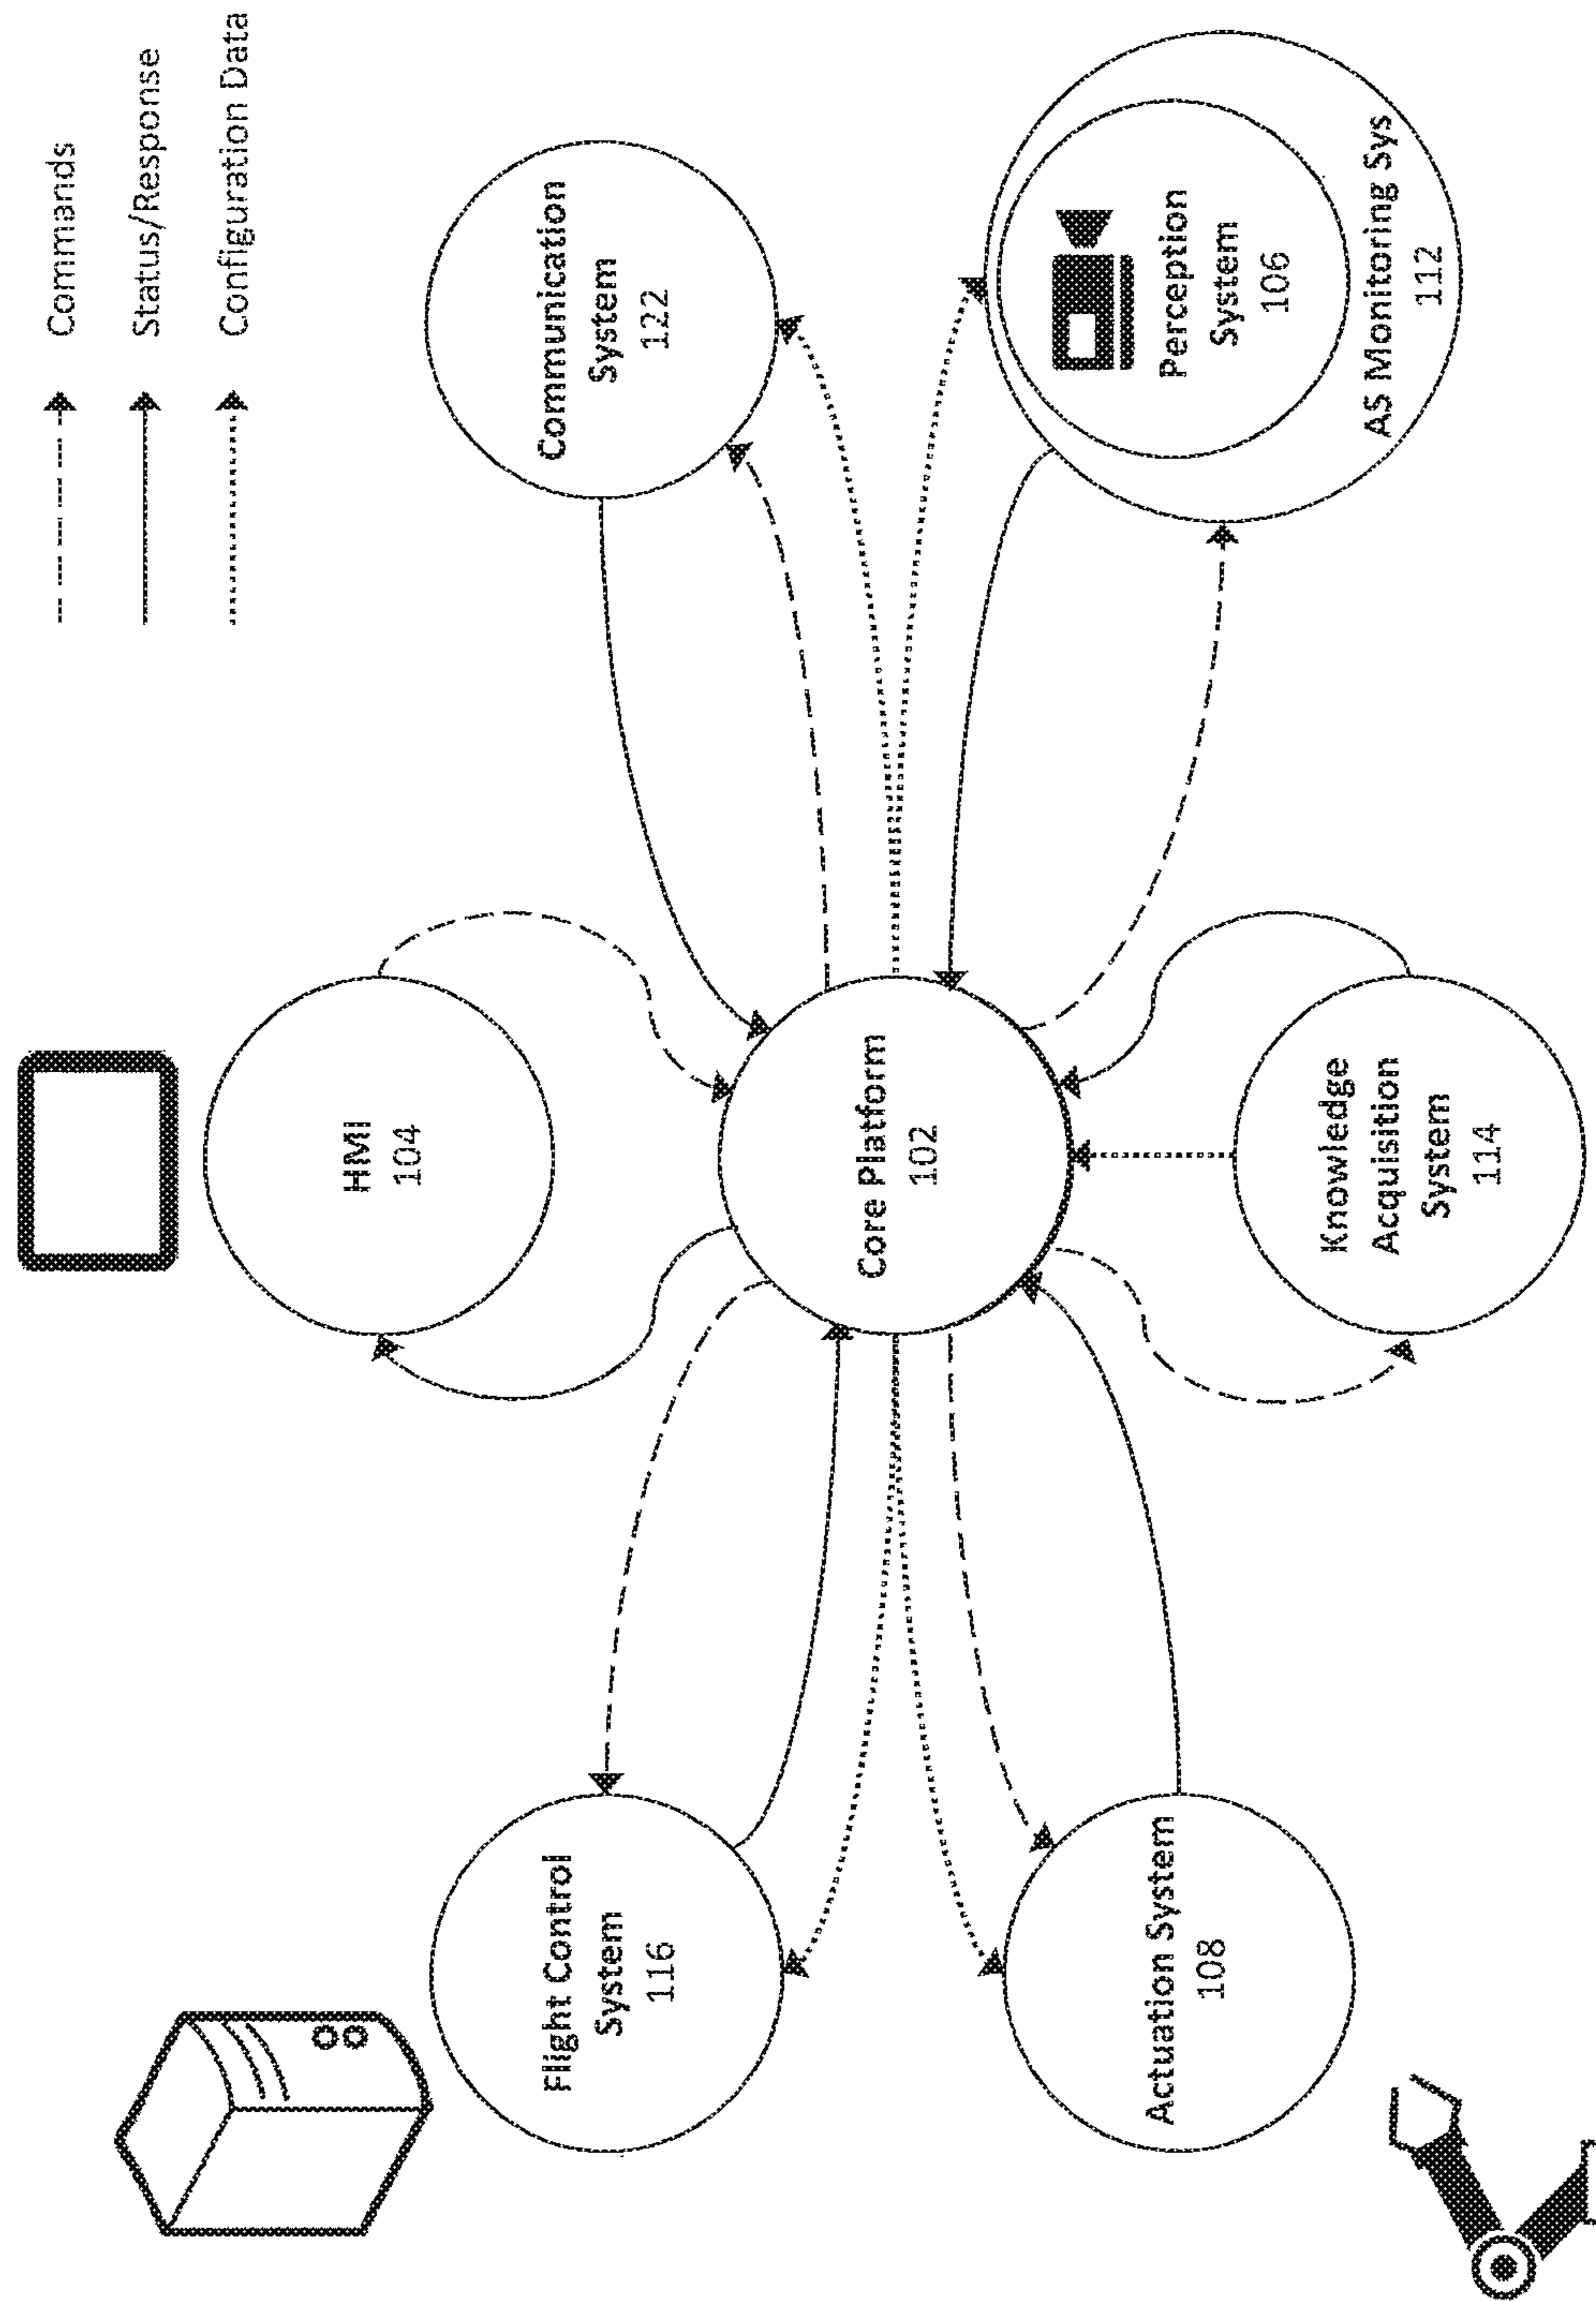 Commands
Status/Response
Configuration Data
HMI
104
Flight Control
System
116
Communication
System
122
Core Platform
102
Actuation System
108
Perception
System
106
AS Monitoring Sys
112
Knowledge
Acquisition
System
114